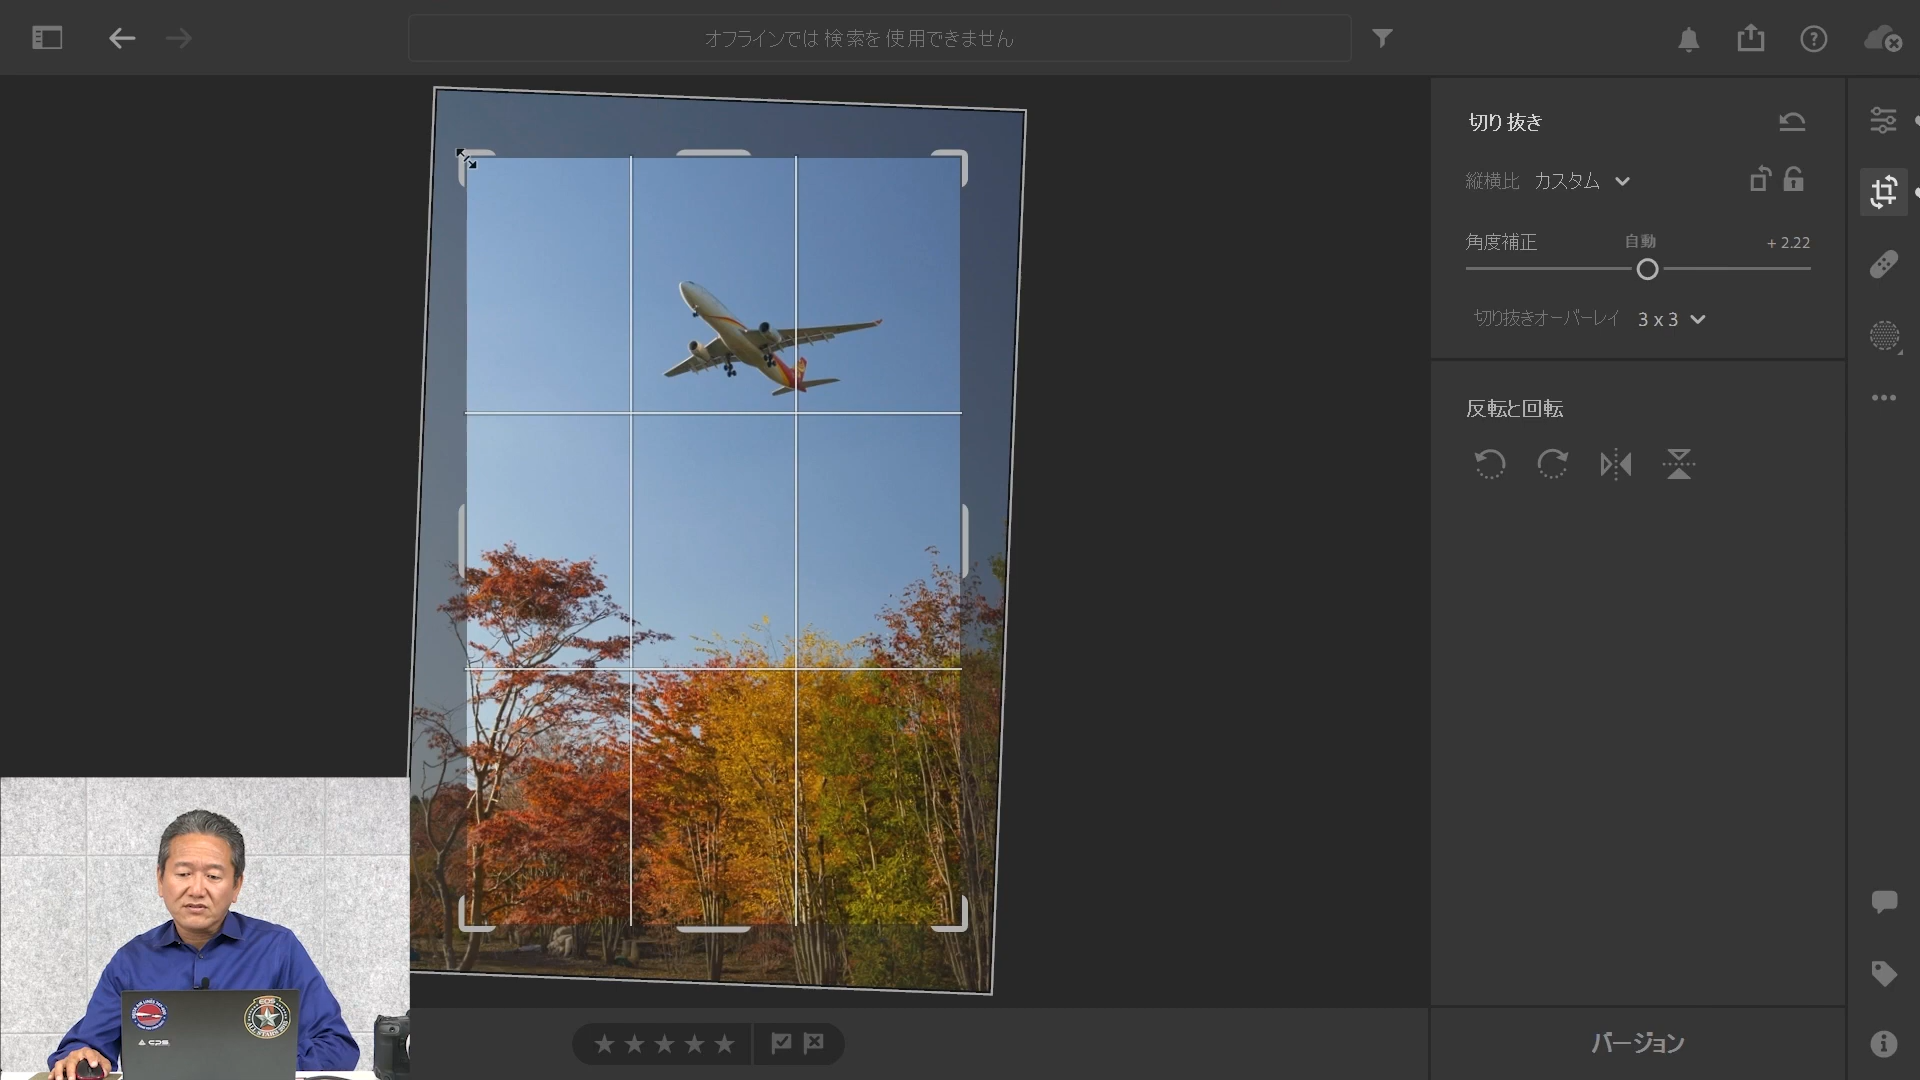 オフラインでは検索を使用できません
切り抜き
縦横比 カスタム
角度補正 自動 + 2.22
切り抜きオーバーレイ 3 x 3
反転と回転
バージョン
EOS
CPS